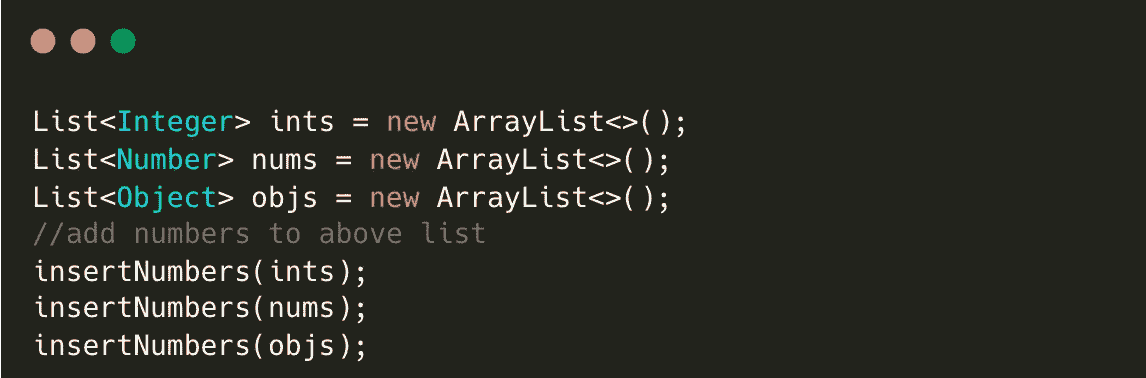 List<Integer> ints = new ArrayList<>();
List<Number> nums = new ArrayList<>();
List<Object> objs = new ArrayList<>();
//add numbers to above list
insertNumbers(ints);
insertNumbers(nums);
insertNumbers(objs);